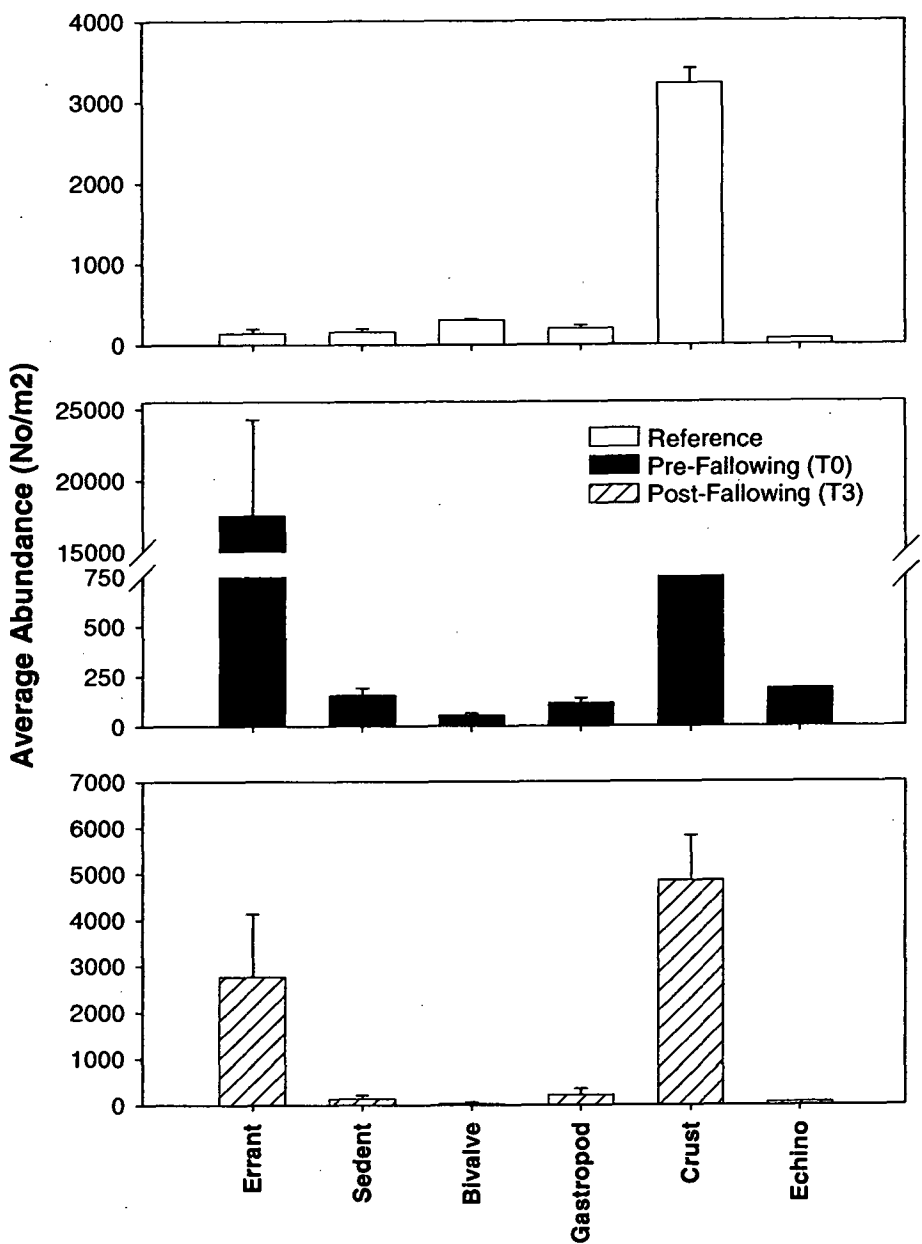 Average Abundance (No/m2)
4000
3000
2000
1000
0
25000
20000
15000
750
500
250
0
Reference
Pre-Fallowing (T0)
Post-Fallowing (T3)
7000
6000
5000
4000
3000
2000
1000
0
Errant
Sedent
Bivalve
Gastropod
Crust
Echino